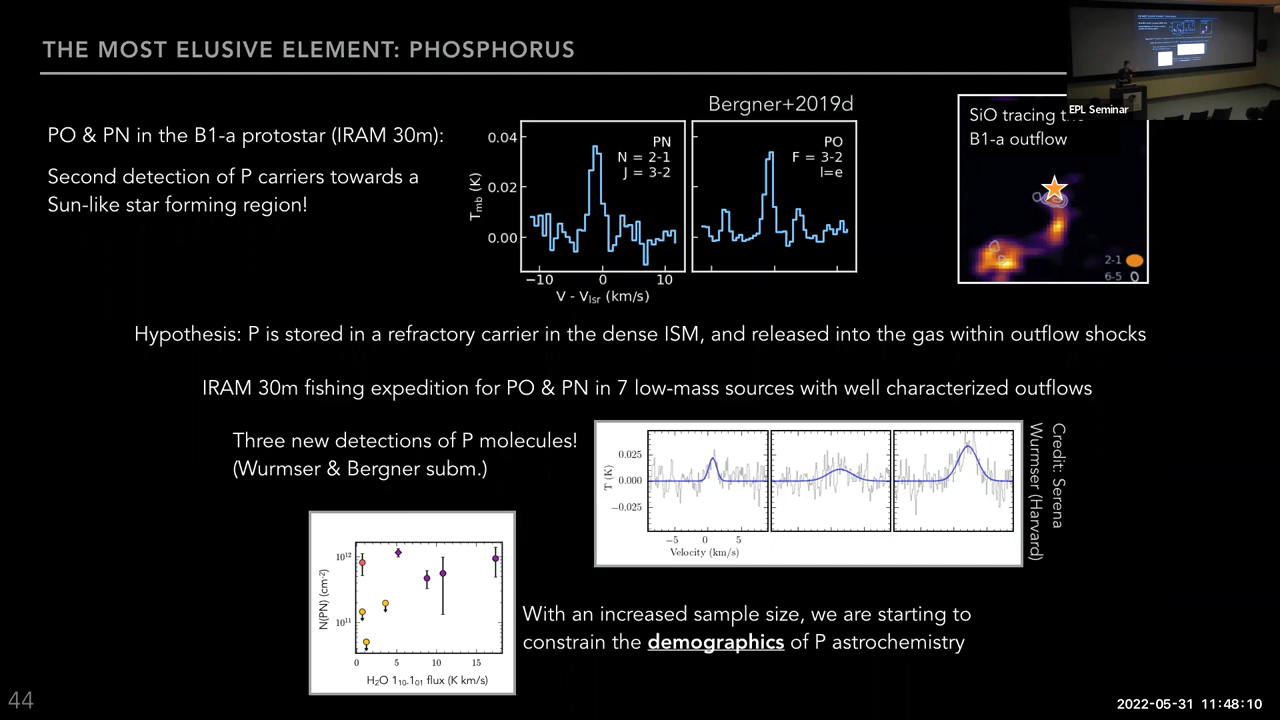 THE MOST ELUSIVE ELEMENT: PHOSPHORUS
EPL Seminar
PO & PN in the B1-a protostar (IRAM 30m):
Second detection of P carriers towards a
Sun-like star forming region!
Bergner+2019d
0.04
0.02
0.00
Tmb (K)
PN
N = 2-1
J = 3-2
PO
F = 3-2
l=e
−10
0
10
V - Vlsr (km/s)
SiO tracing
B1-a outflow
2-1
6-5
Hypothesis: P is stored in a refractory carrier in the dense ISM, and released into the gas within outflow shocks
IRAM 30m fishing expedition for PO & PN in 7 low-mass sources with well characterized outflows
Three new detections of P molecules!
(Wurmser & Bergner subm.)
0.025
0.000
−0.025
T (K)
−5
0
5
Velocity (km/s)
Credit: Serena
Wurmser (Harvard)
10¹²
10¹¹
N(PN) (cm⁻²)
0
5
10
15
H₂O 1₁₀-1₀₁ flux (K km/s)
With an increased sample size, we are starting to
constrain the demographics of P astrochemistry
44
2022-05-31 11:48:10